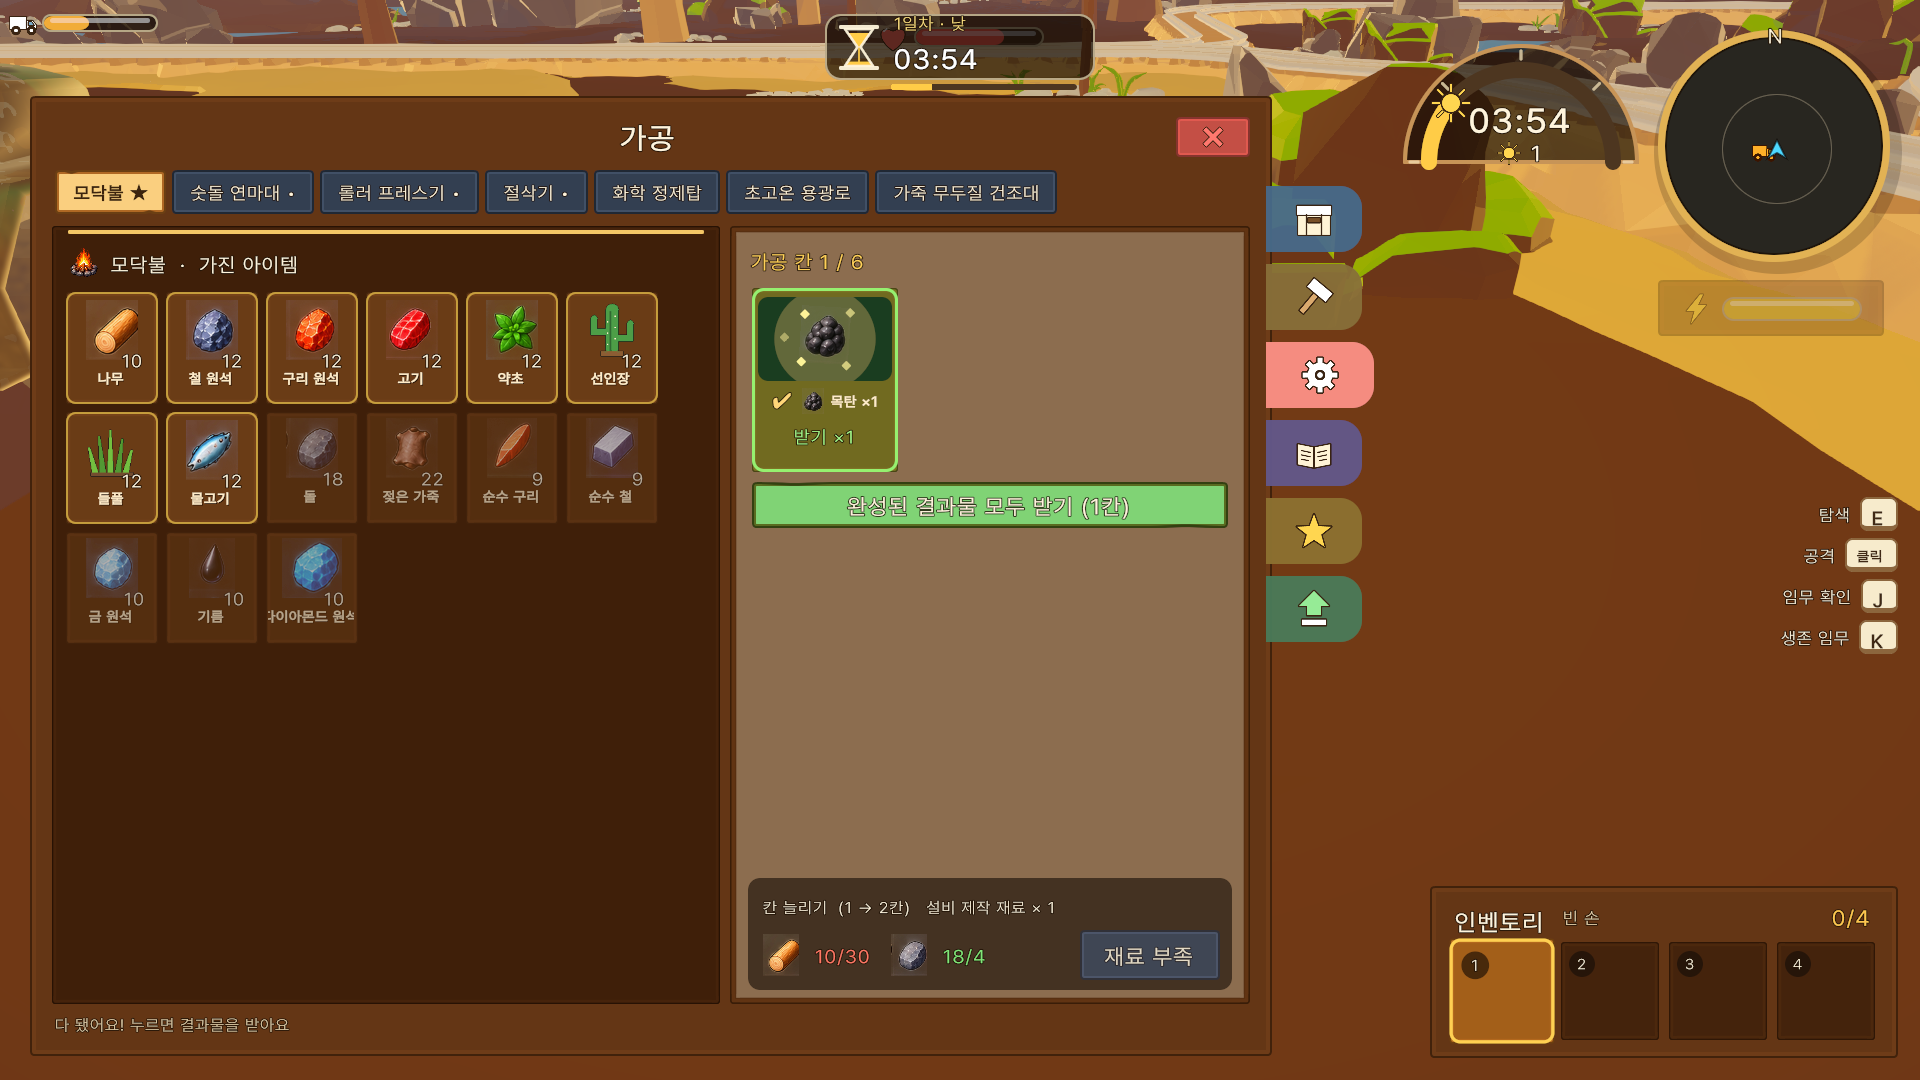 1일차 · 낮
03:54
N
03:54
1
가공
모닥불 ★
숫돌 연마대 •
롤러 프레스기 •
절삭기 •
화학 정제탑
초고온 용광로
가죽 무두질 건조대
모닥불 · 가진 아이템
10
나무
12
철 원석
12
구리 원석
12
고기
12
약초
12
선인장
12
들풀
12
물고기
18
돌
22
젖은 가죽
9
순수 구리
9
순수 철
10
금 원석
10
기름
10
다이아몬드 원석
가공 칸 1 / 6
✓ 목탄 ×1
받기 ×1
완성된 결과물 모두 받기 (1칸)
칸 늘리기 (1 → 2칸) 설비 제작 재료 × 1
10/30
18/4
재료 부족
다 됐어요! 누르면 결과물을 받아요
탐색 E
공격 클릭
임무 확인 J
생존 임무 K
인벤토리 빈 손 0/4
1
2
3
4